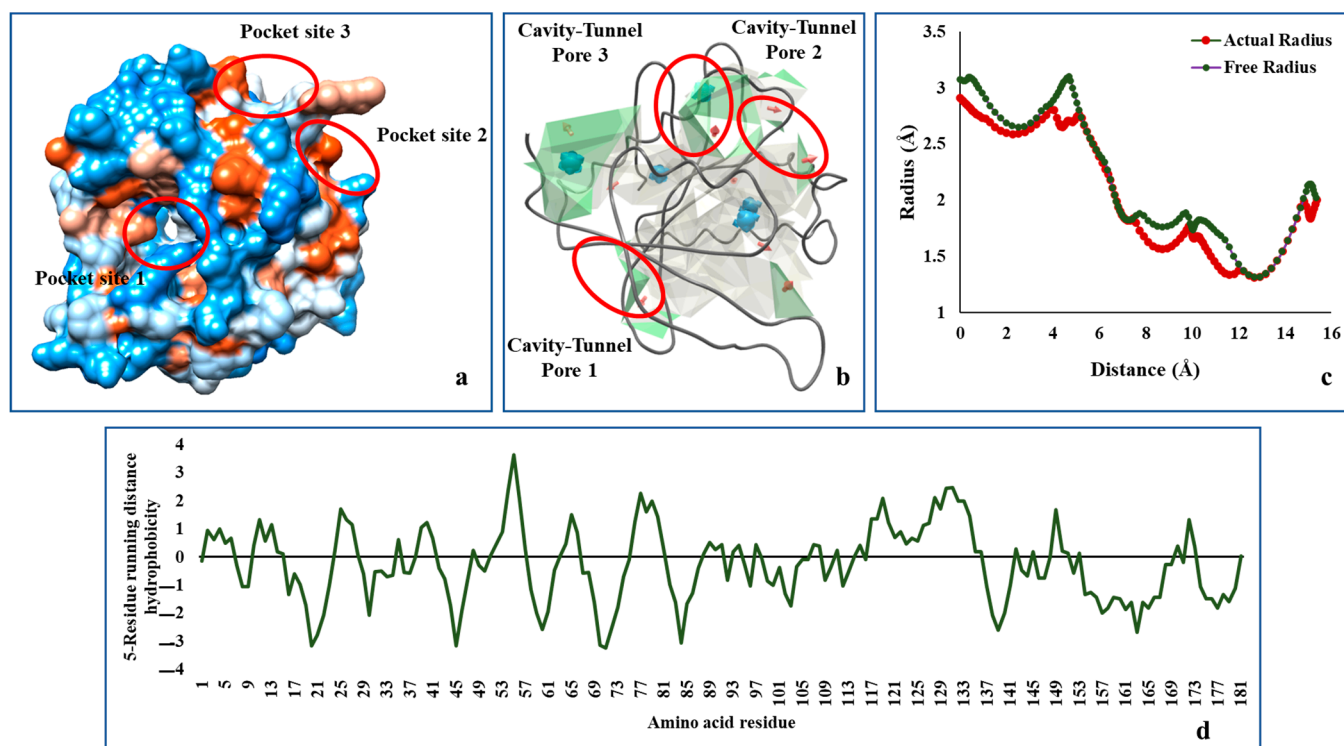 Pocket site 3
Pocket site 2
Pocket site 1
a
Cavity-Tunnel
Pore 3
Cavity-Tunnel
Pore 2
Cavity-Tunnel
Pore 1
b
3.5
3
2.5
2
1.5
1
Radius (Å)
Actual Radius
Free Radius
0 2 4 6 8 10 12 14 16
Distance (Å)
c
4
3
2
1
0
—1
—2
—3
—4
5-Residue running distance
hydrophobicity
1 5 9 13 17 21 25 29 33 37 41 45 49 53 57 61 65 69 73 77 81 85 89 93 97 101 105 109 113 117 121 125 129 133 137 141 145 149 153 157 161 165 169 173 177 181
Amino acid residue
d